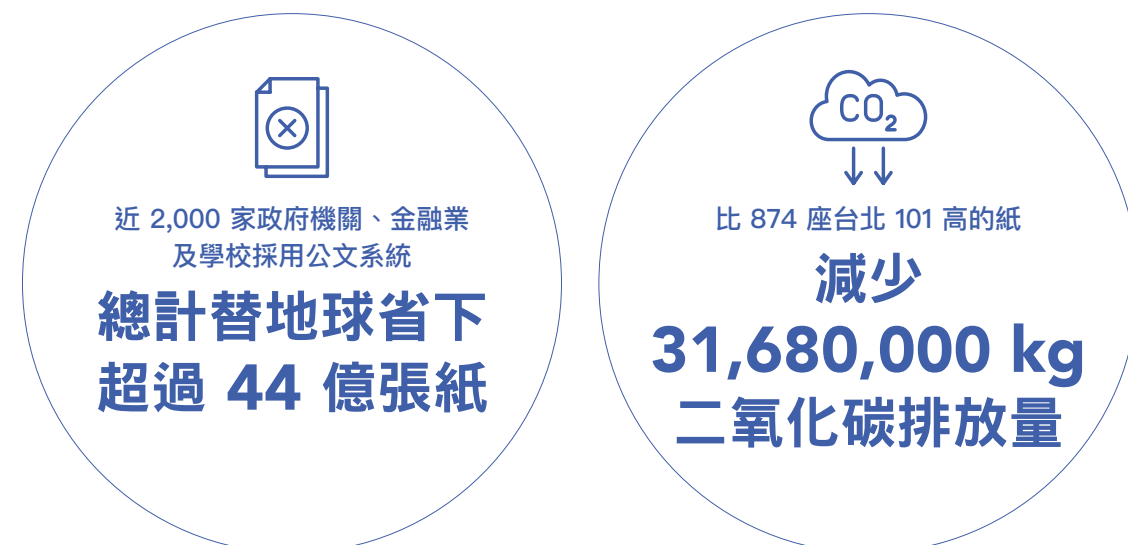 近 2,000 家政府機關、金融業
及學校採用公文系統
總計替地球省下
超過 44 億張紙
CO₂
比 874 座台北 101 高的紙
減少
31,680,000 kg
二氧化碳排放量